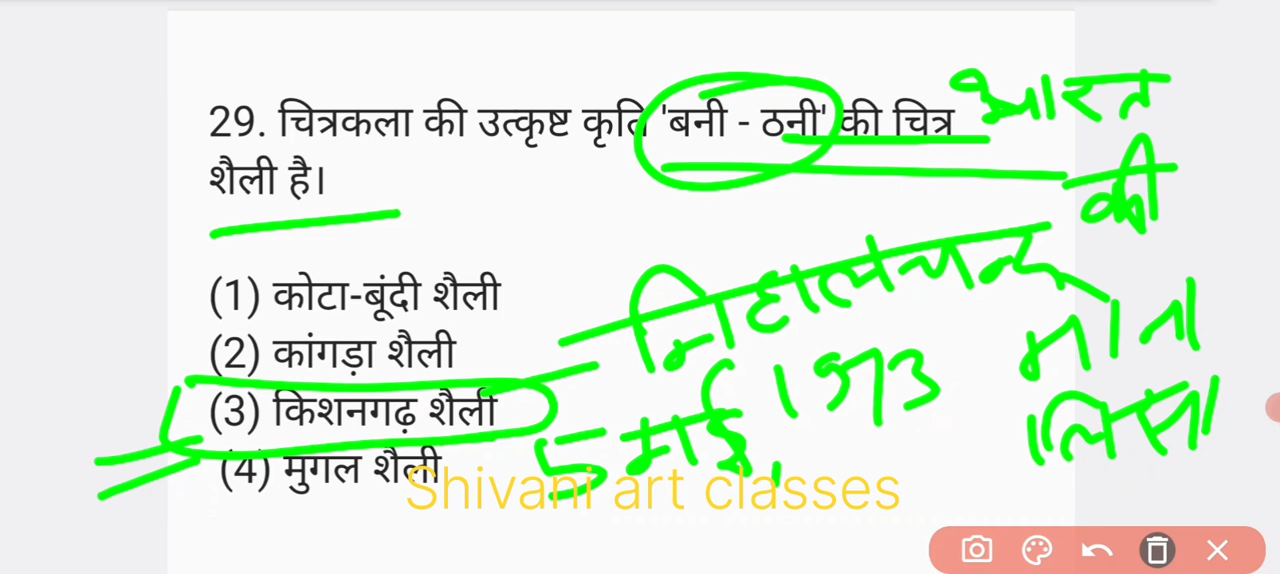 29. चित्रकला की उत्कृष्ट कृति 'बनी - ठनी' की चित्र
शैली है।
(1) कोटा-बूंदी शैली
(2) कांगड़ा शैली
(3) किशनगढ़ शैली
(4) मुगल शैली
भारत
की
मोना
लिसा
निहालचन्द
5 मई, 1973
Shivani art classes